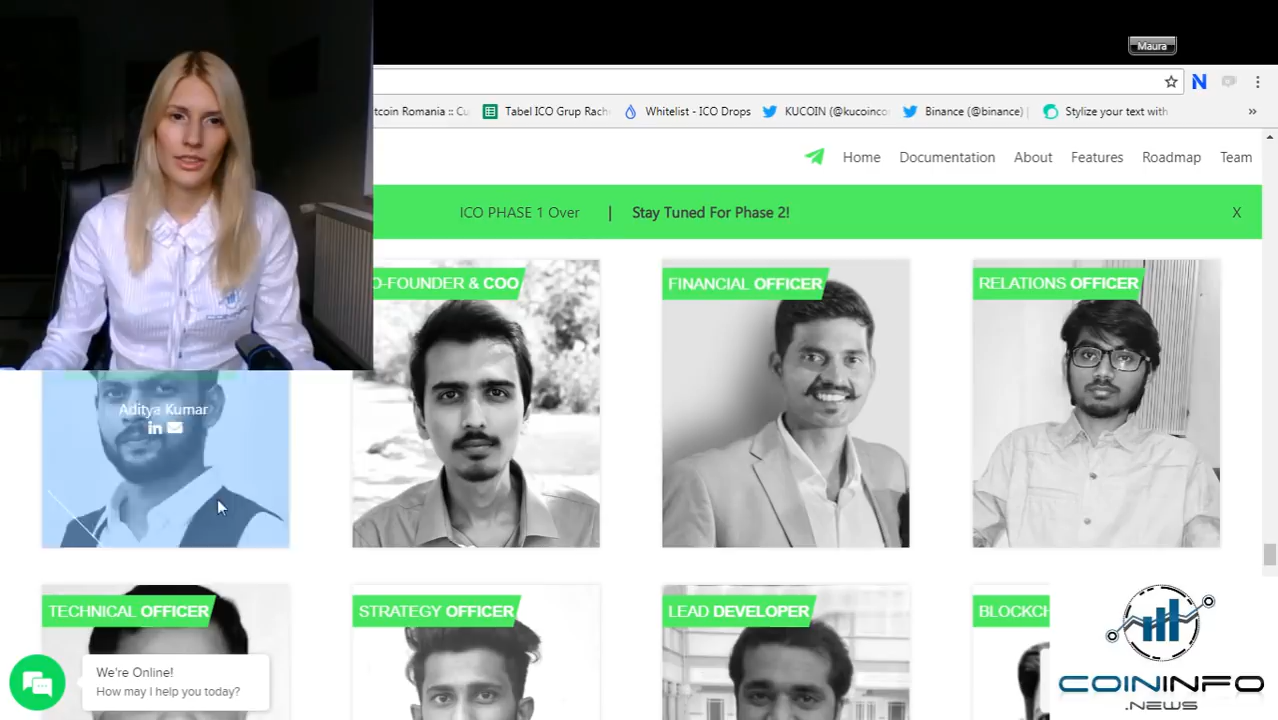 Maura
tcoin Romania :: Cu
Tabel ICO Grup Rach
Whitelist - ICO Drops
KUCOIN (@kucoinco
Binance (@binance) |
Stylize your text with
»
Home
Documentation
About
Features
Roadmap
Team
ICO PHASE 1 Over | Stay Tuned For Phase 2!
X
O-FOUNDER & COO
FINANCIAL OFFICER
RELATIONS OFFICER
Aditya Kumar
in
TECHNICAL OFFICER
STRATEGY OFFICER
LEAD DEVELOPER
BLOCKCH
We're Online!
How may I help you today?
COININFO
.NEWS